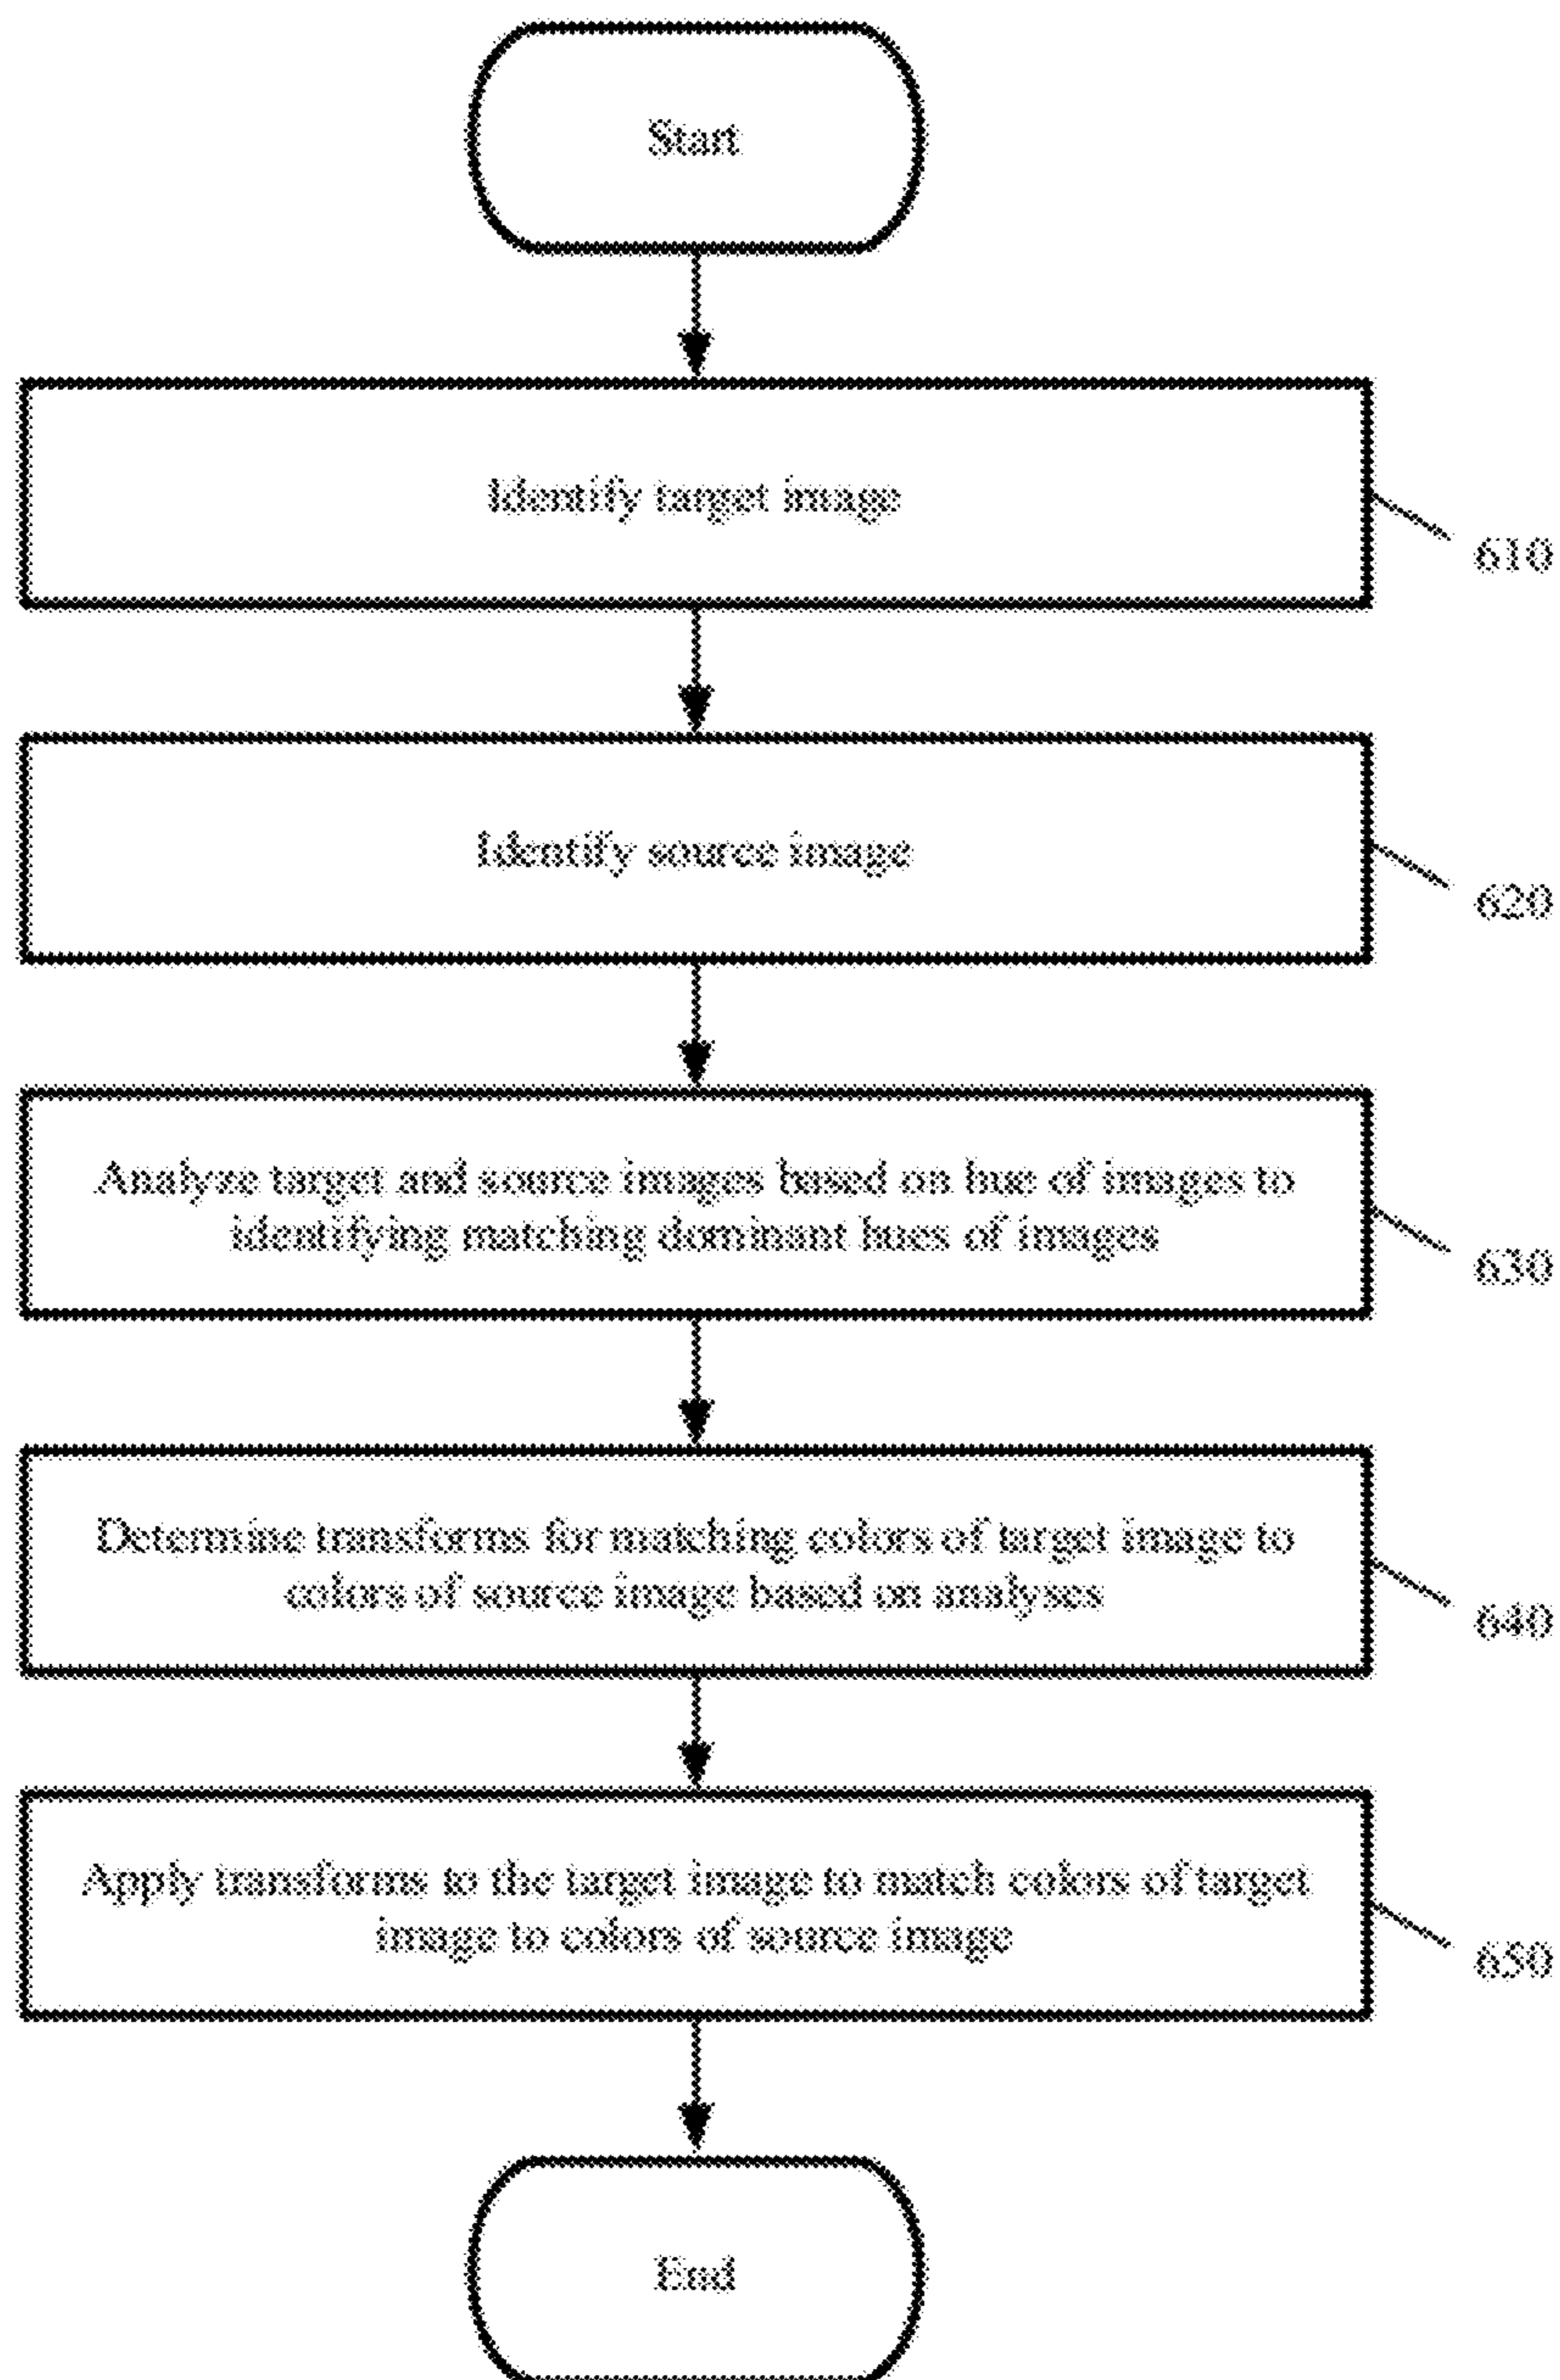 Start
Identify target image
610
Identify source image
620
Analyze target and source images based on hue of images to
identifying matching dominant hues of images
630
Determine transforms for matching colors of target image to
colors of source image based on analyses
640
Apply transforms to the target image to match colors of target
image to colors of source image
650
End